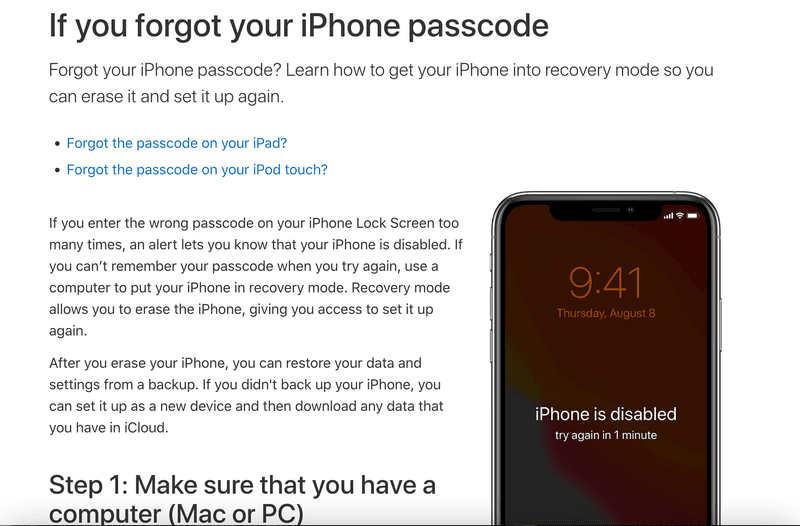 If you forgot your iPhone passcode
Forgot your iPhone passcode? Learn how to get your iPhone into recovery mode so you
can erase it and set it up again.
• Forgot the passcode on your iPad?
• Forgot the passcode on your iPod touch?
If you enter the wrong passcode on your iPhone Lock Screen too
many times, an alert lets you know that your iPhone is disabled. If
you can’t remember your passcode when you try again, use a
computer to put your iPhone in recovery mode. Recovery mode
allows you to erase the iPhone, giving you access to set it up
again.
After you erase your iPhone, you can restore your data and
settings from a backup. If you didn't back up your iPhone, you
can set it up as a new device and then download any data that
you have in iCloud.
Step 1: Make sure that you have a
computer (Mac or PC)
9:41
Thursday, August 8
iPhone is disabled
try again in 1 minute